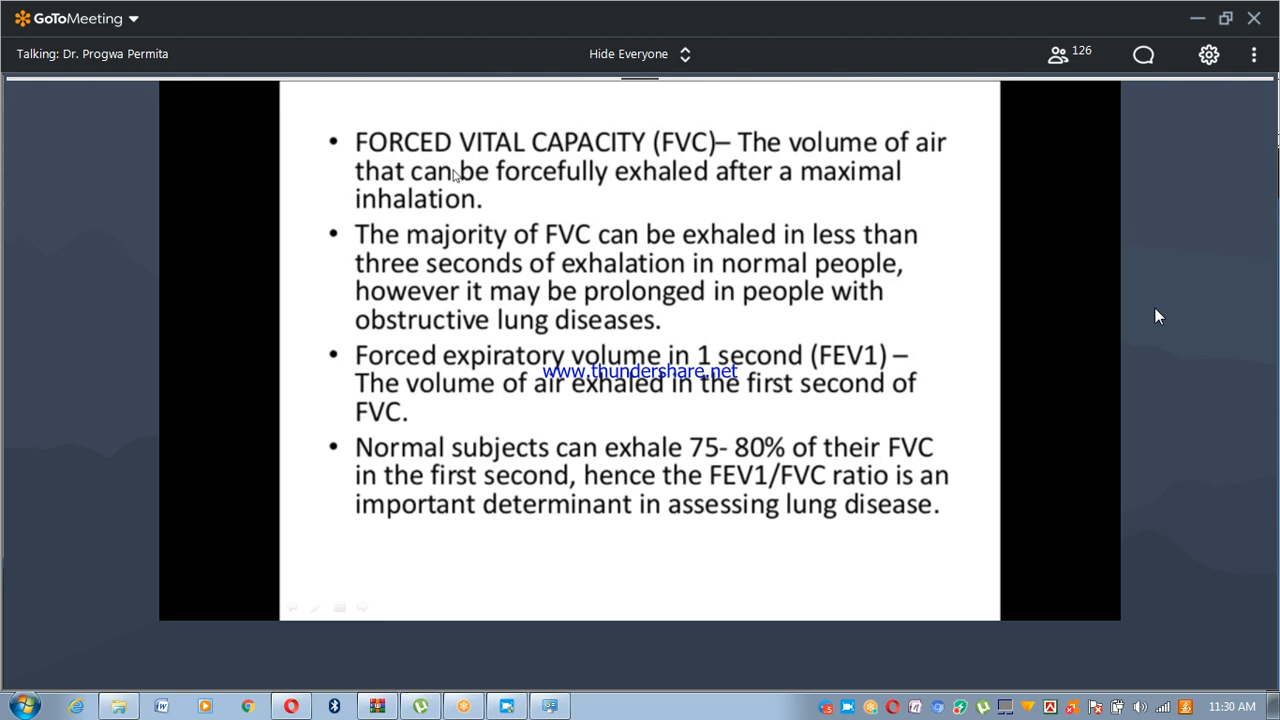 GoToMeeting
Talking: Dr. Progwa Permita
Hide Everyone
126
• FORCED VITAL CAPACITY (FVC)– The volume of air
that can be forcefully exhaled after a maximal
inhalation.
• The majority of FVC can be exhaled in less than
three seconds of exhalation in normal people,
however it may be prolonged in people with
obstructive lung diseases.
• Forced expiratory volume in 1 second (FEV1) –
www.thundershare.net
The volume of air exhaled in the first second of
FVC.
• Normal subjects can exhale 75- 80% of their FVC
in the first second, hence the FEV1/FVC ratio is an
important determinant in assessing lung disease.
11:30 AM